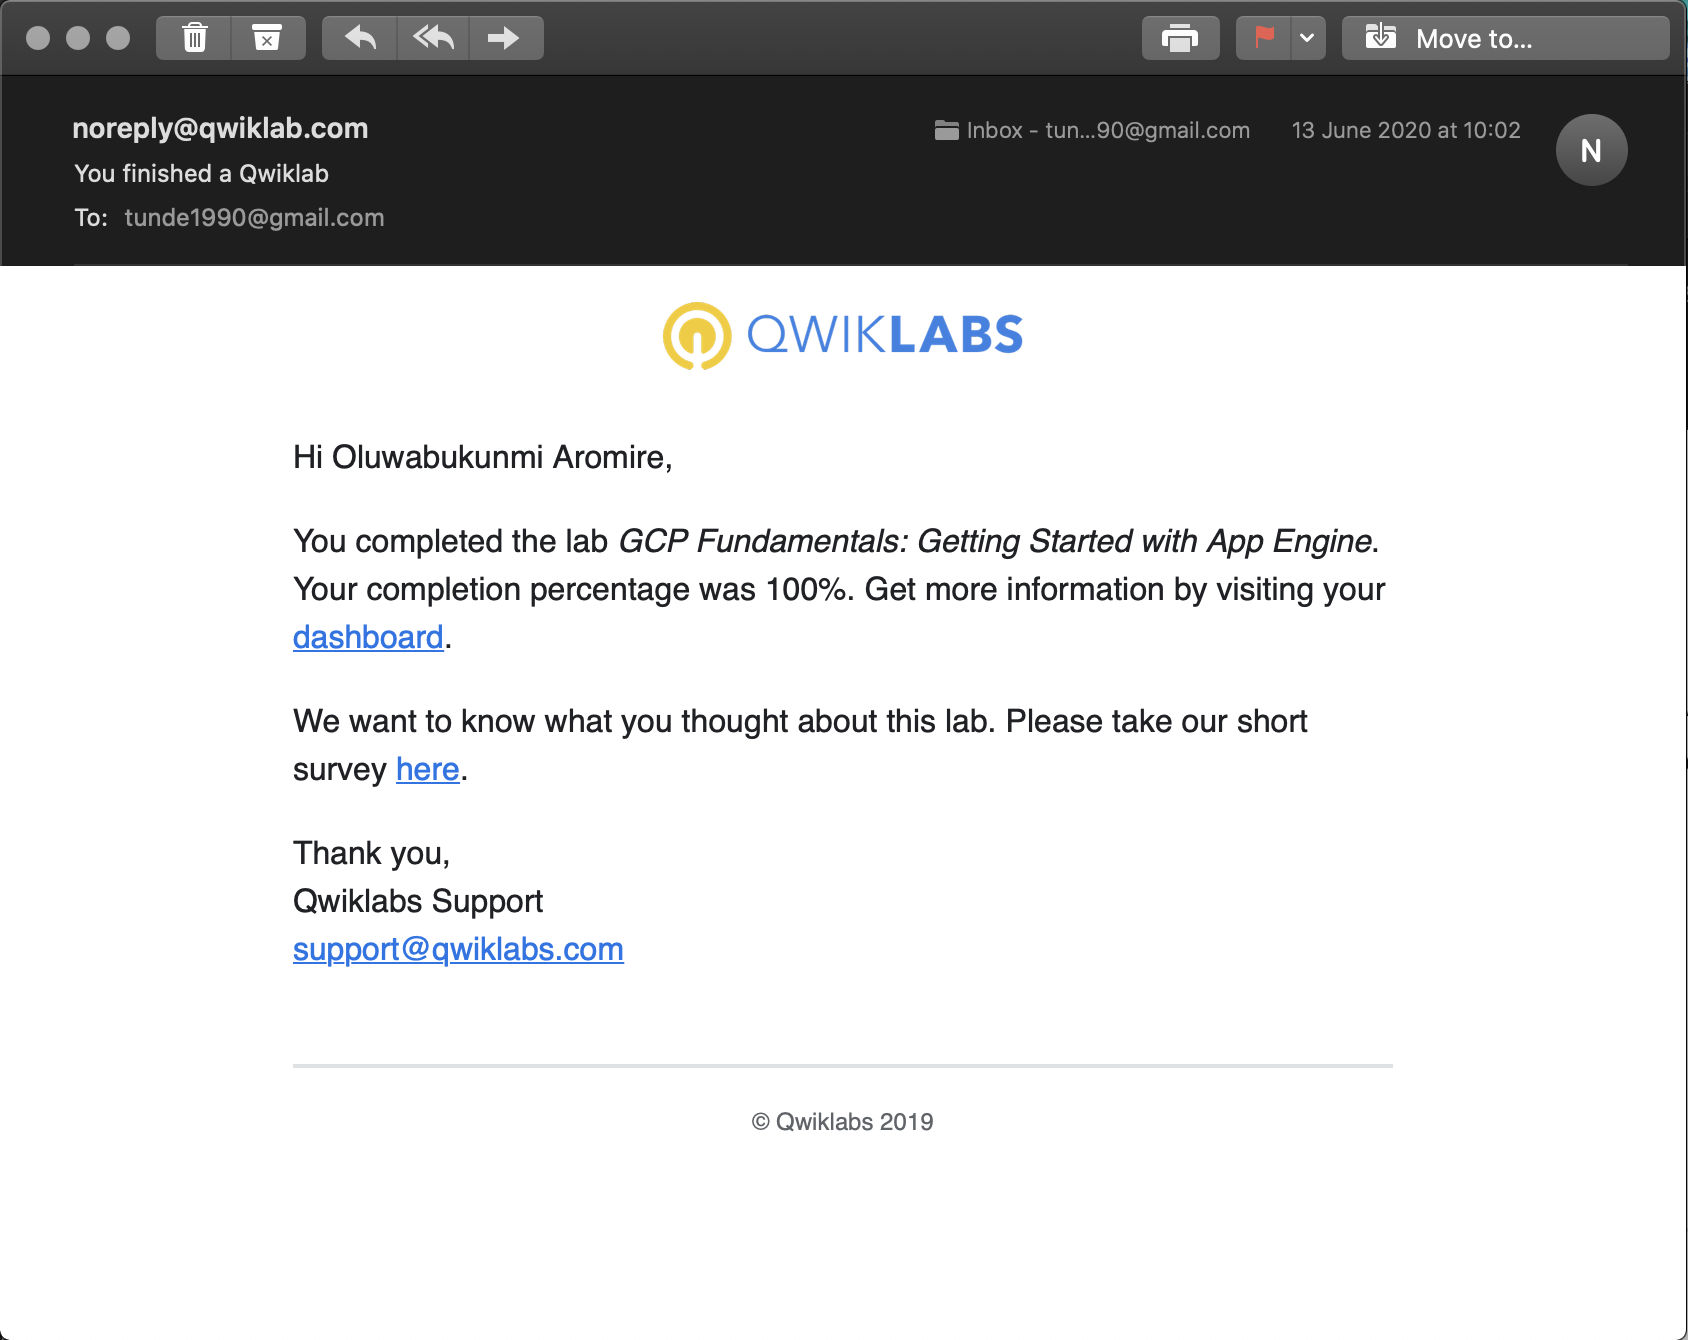 Move to...
noreply@qwiklab.com
Inbox - tun...90@gmail.com
13 June 2020 at 10:02
N
You finished a Qwiklab
To: tunde1990@gmail.com
QWIKLABS
Hi Oluwabukunmi Aromire,
You completed the lab GCP Fundamentals: Getting Started with App Engine.
Your completion percentage was 100%. Get more information by visiting your
dashboard.
We want to know what you thought about this lab. Please take our short
survey here.
Thank you,
Qwiklabs Support
support@qwiklabs.com
© Qwiklabs 2019